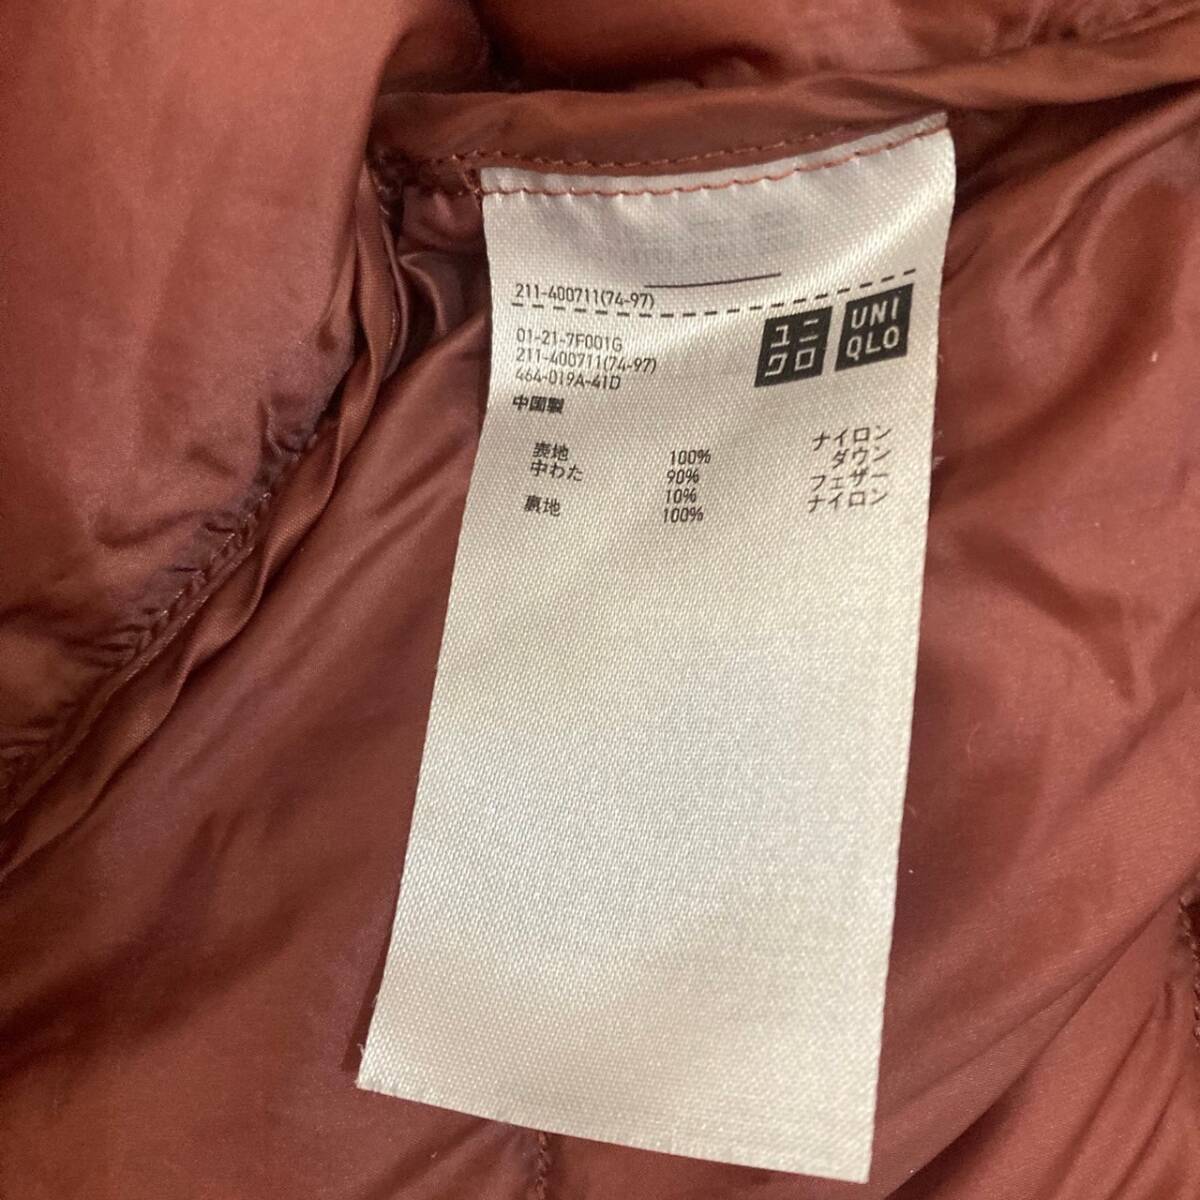 211-400711(74-97)
01-21-7F001G
211-400711(74-97)
464-019A-41D
中国製
ユニ
クロ
UNI
QLO
表地 100% ナイロン
中わた 90% ダウン
10% フェザー
裏地 100% ナイロン